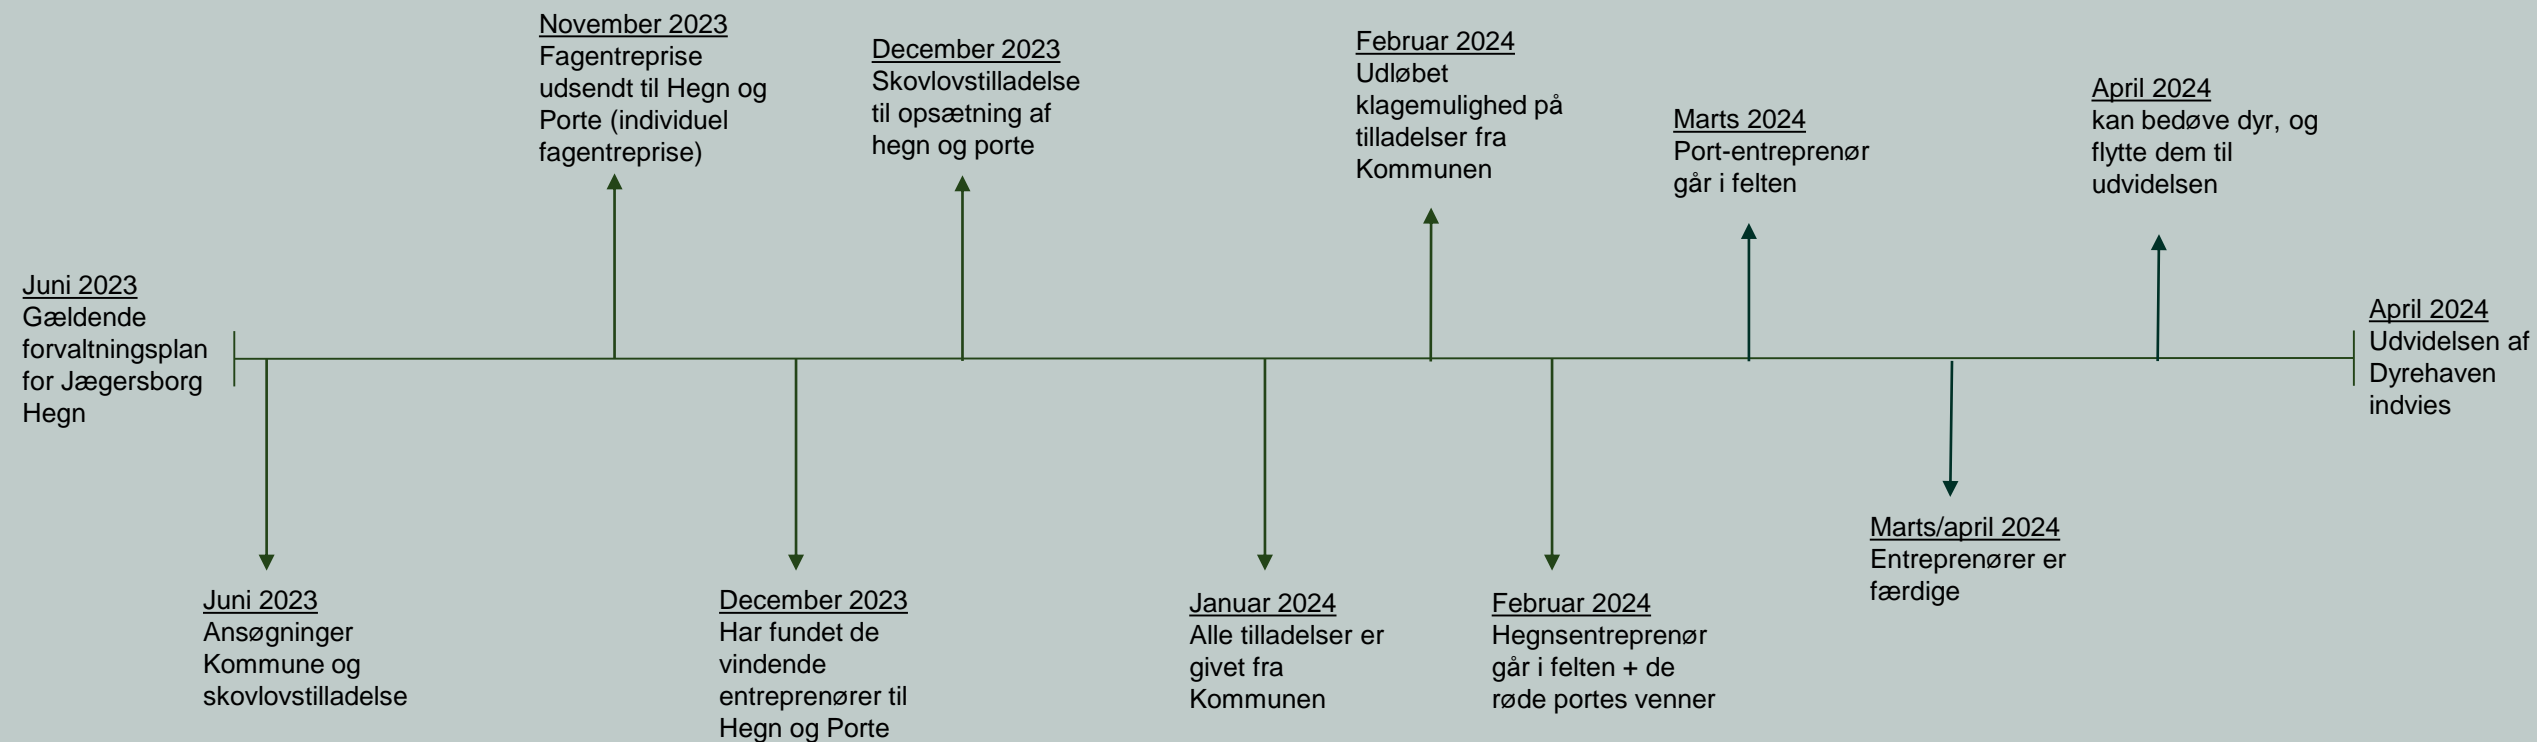 Juni 2023
Gældende
forvaltningsplan
for Jægersborg
Hegn
Juni 2023
Ansøgninger
Kommune og
skovlovstilladelse
November 2023
Fagentreprise
udsendt til Hegn og
Porte (individuel
fagentreprise)
December 2023
Har fundet de
vindende
entreprenører til
Hegn og Porte
December 2023
Skovlovstilladelse
til opsætning af
hegn og porte
Januar 2024
Alle tilladelser er
givet fra
Kommunen
Februar 2024
Udløbet
klagemulighed på
tilladelser fra
Kommunen
Februar 2024
Hegnsentreprenør
går i felten + de
røde portes venner
Marts 2024
Port-entreprenør
går i felten
Marts/april 2024
Entreprenører er
færdige
April 2024
kan bedøve dyr, og
flytte dem til
udvidelsen
April 2024
Udvidelsen af
Dyrehaven
indvies